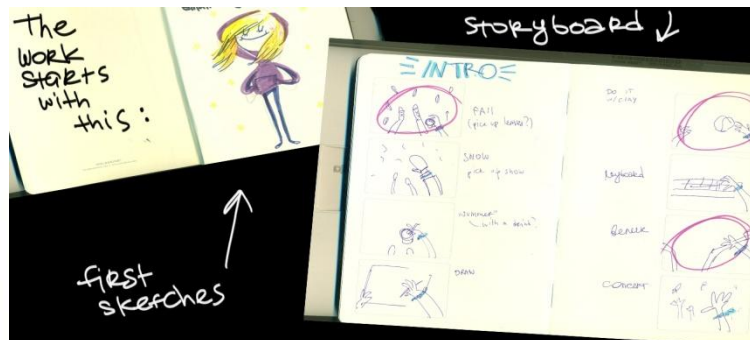 The
WORK
StARts
with
this:
first
sketches
StORyboaRd
INTRO
FALL
(pick up leaves?)
SNOW
pick up snow
SUMMER
with a drink?
DRAW
DO IT
w/CLAY
keyboard
CONCERT